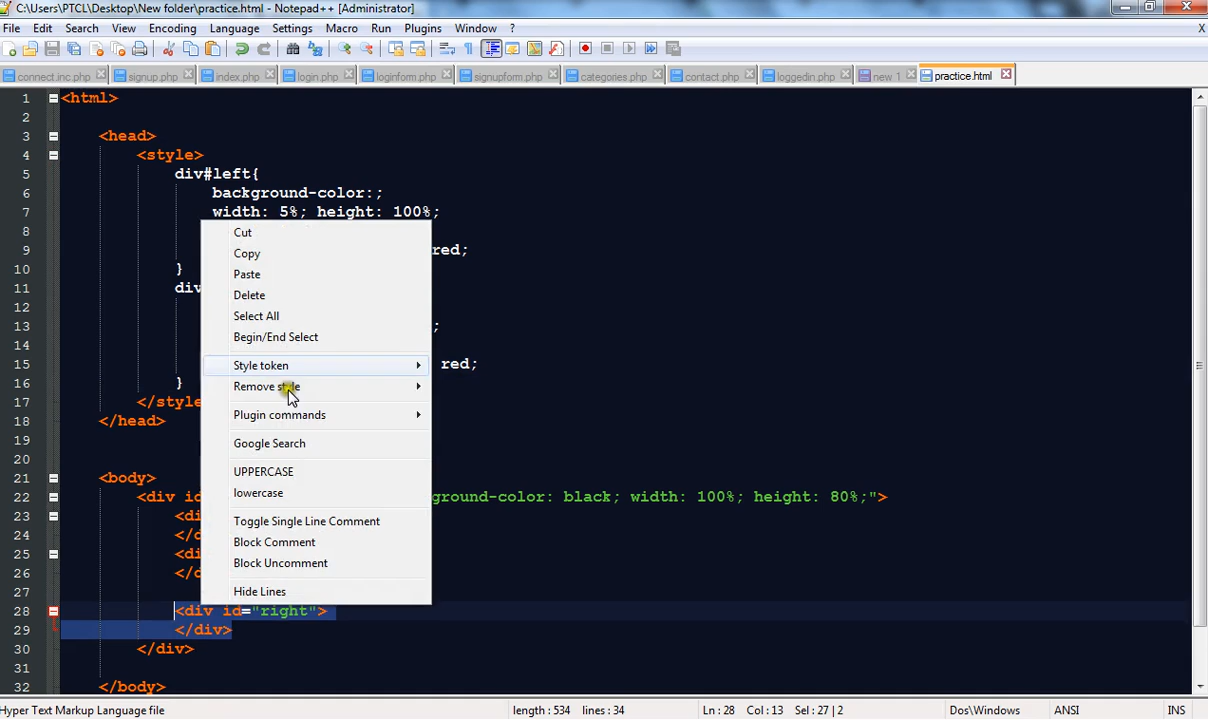 C:\Users\PTCL\Desktop\New folder\practice.html - Notepad++ [Administrator]
File Edit Search View Encoding Language Settings Macro Run Plugins Window ? X
connect.inc.php signup.php index.php login.php loginform.php signupform.php categories.php contact.php loggedin.php new 1 practice.html
1 <html>
2
3 <head>
4 <style>
5 div#left{
6 background-color:;
7 width: 5%; height: 100%;
8
9 red;
10 }
11 div
12
13 ;
14
15 red;
16 }
17 </style
18 </head>
19
20
21 <body>
22 <div id ground-color: black; width: 100%; height: 80%;">
23 <di
24 </d
25 <di
26 </d
27
28 <div id="right">
29 </div>
30 </div>
31
32 </body>
Cut
Copy
Paste
Delete
Select All
Begin/End Select
Style token
Remove style
Plugin commands
Google Search
UPPERCASE
lowercase
Toggle Single Line Comment
Block Comment
Block Uncomment
Hide Lines
Hyper Text Markup Language file length : 534 lines : 34 Ln : 28 Col : 13 Sel : 27 | 2 Dos\Windows ANSI INS